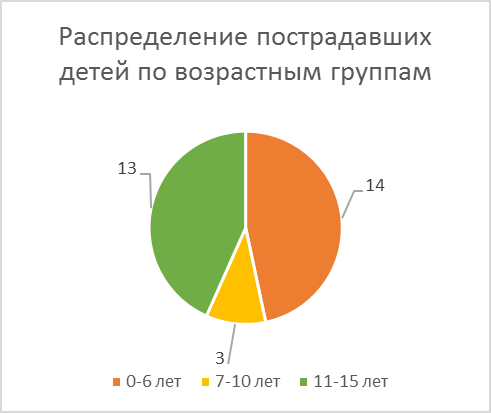 Распределение пострадавших
детей по возрастным группам
13
14
3
0-6 лет 7-10 лет 11-15 лет